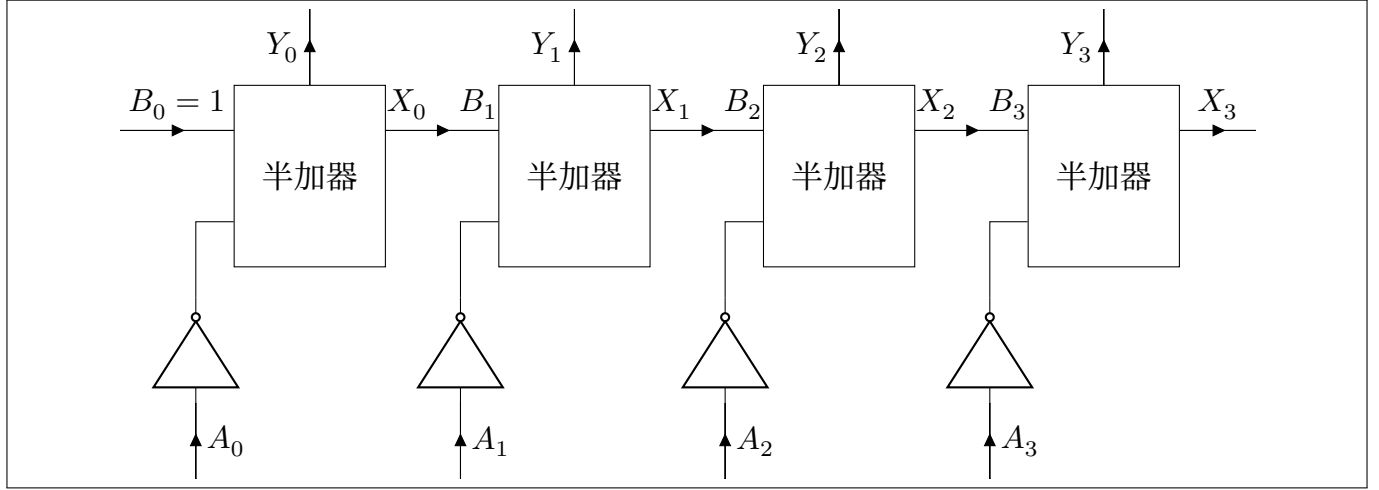 Y₀ Y₁ Y₂ Y₃
B₀ = 1 X₀ B₁ X₁ B₂ X₂ B₃ X₃
半加器 半加器 半加器 半加器
A₀ A₁ A₂ A₃